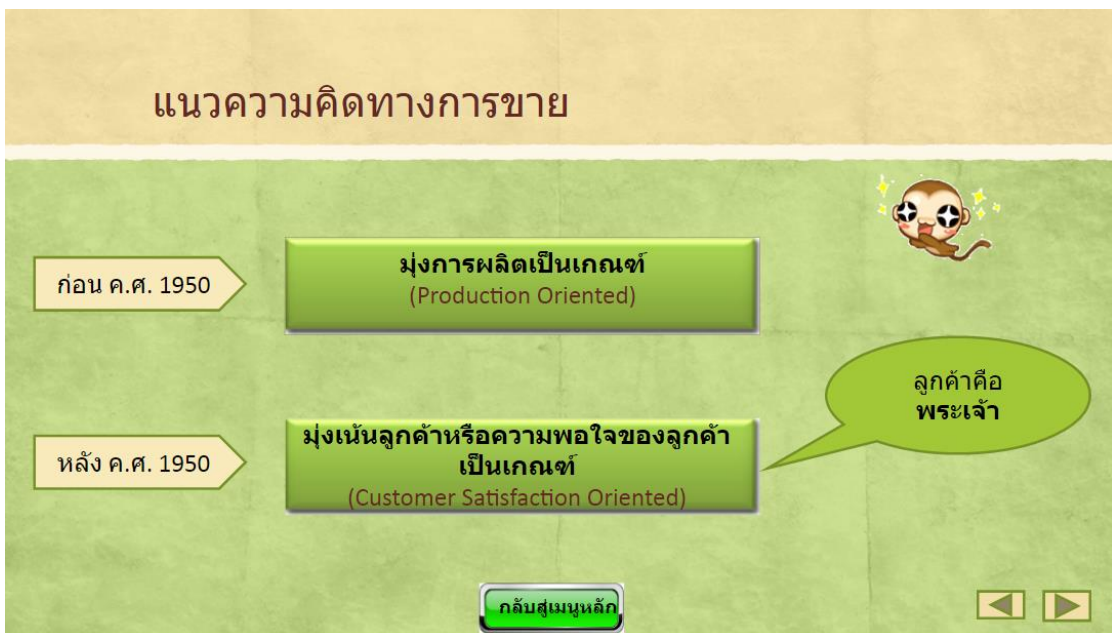 แนวความคิดทางการขาย
ก่อน ค.ศ. 1950
มุ่งการผลิตเป็นเกณฑ์
(Production Oriented)
ลูกค้าคือ
พระเจ้า
หลัง ค.ศ. 1950
มุ่งเน้นลูกค้าหรือความพอใจของลูกค้า
เป็นเกณฑ์
(Customer Satisfaction Oriented)
กลับสู่เมนูหลัก